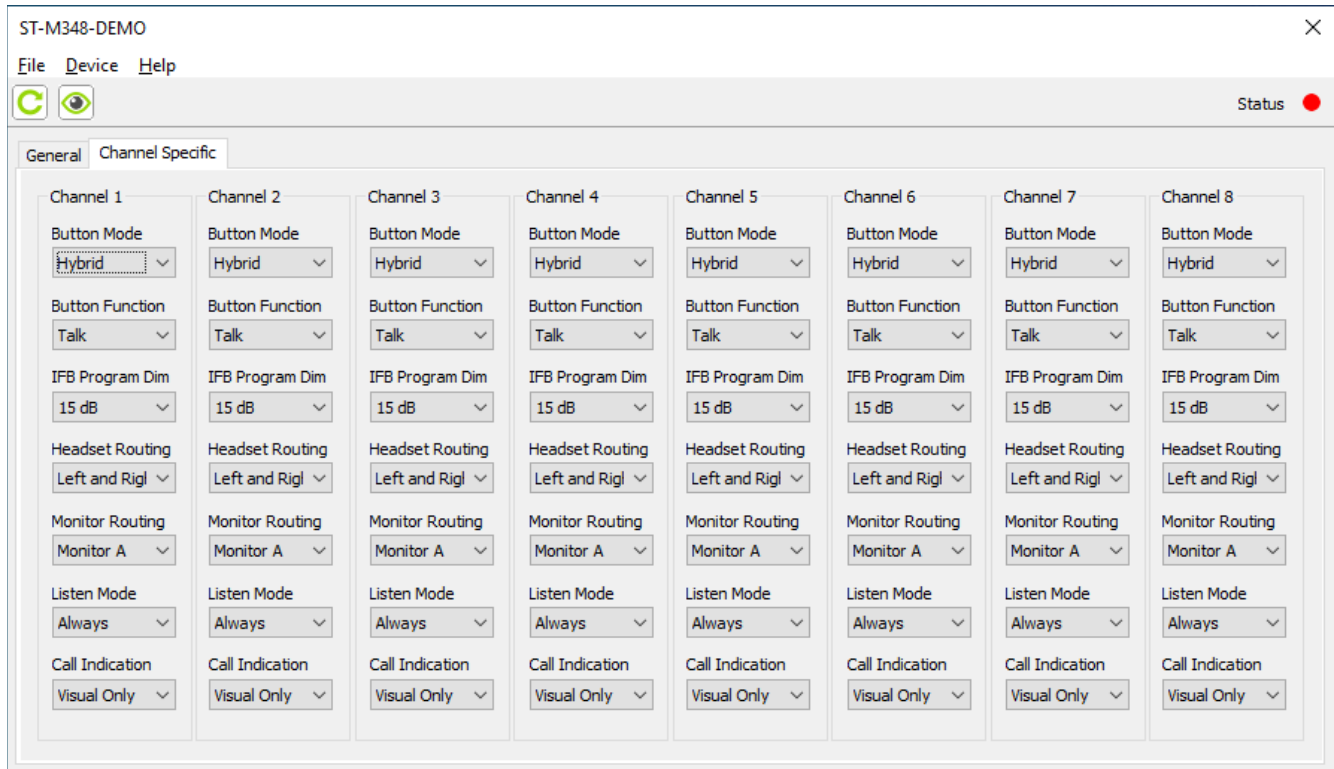 ST-M348-DEMO
File Device Help
Status
General Channel Specific
Channel 1 Channel 2 Channel 3 Channel 4 Channel 5 Channel 6 Channel 7 Channel 8
Button Mode Button Mode Button Mode Button Mode Button Mode Button Mode Button Mode Button Mode
Hybrid Hybrid Hybrid Hybrid Hybrid Hybrid Hybrid Hybrid
Button Function Button Function Button Function Button Function Button Function Button Function Button Function Button Function
Talk Talk Talk Talk Talk Talk Talk Talk
IFB Program Dim IFB Program Dim IFB Program Dim IFB Program Dim IFB Program Dim IFB Program Dim IFB Program Dim IFB Program Dim
15 dB 15 dB 15 dB 15 dB 15 dB 15 dB 15 dB 15 dB
Headset Routing Headset Routing Headset Routing Headset Routing Headset Routing Headset Routing Headset Routing Headset Routing
Left and Rigl Left and Rigl Left and Rigl Left and Rigl Left and Rigl Left and Rigl Left and Rigl Left and Rigl
Monitor Routing Monitor Routing Monitor Routing Monitor Routing Monitor Routing Monitor Routing Monitor Routing Monitor Routing
Monitor A Monitor A Monitor A Monitor A Monitor A Monitor A Monitor A Monitor A
Listen Mode Listen Mode Listen Mode Listen Mode Listen Mode Listen Mode Listen Mode Listen Mode
Always Always Always Always Always Always Always Always
Call Indication Call Indication Call Indication Call Indication Call Indication Call Indication Call Indication Call Indication
Visual Only Visual Only Visual Only Visual Only Visual Only Visual Only Visual Only Visual Only